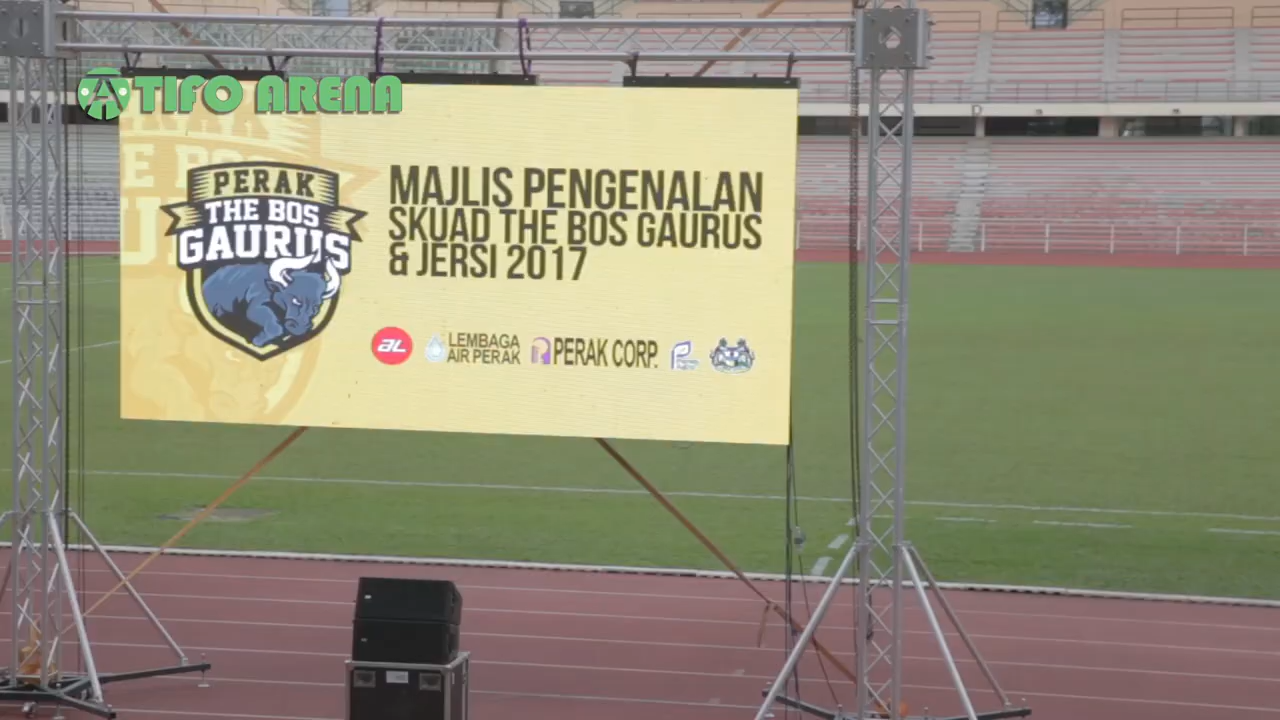 TIFO ARENA
PERAK
THE BOS
GAURUS
MAJLIS PENGENALAN
SKUAD THE BOS GAURUS
& JERSI 2017
AL
LEMBAGA
AIR PERAK
PERAK CORP.